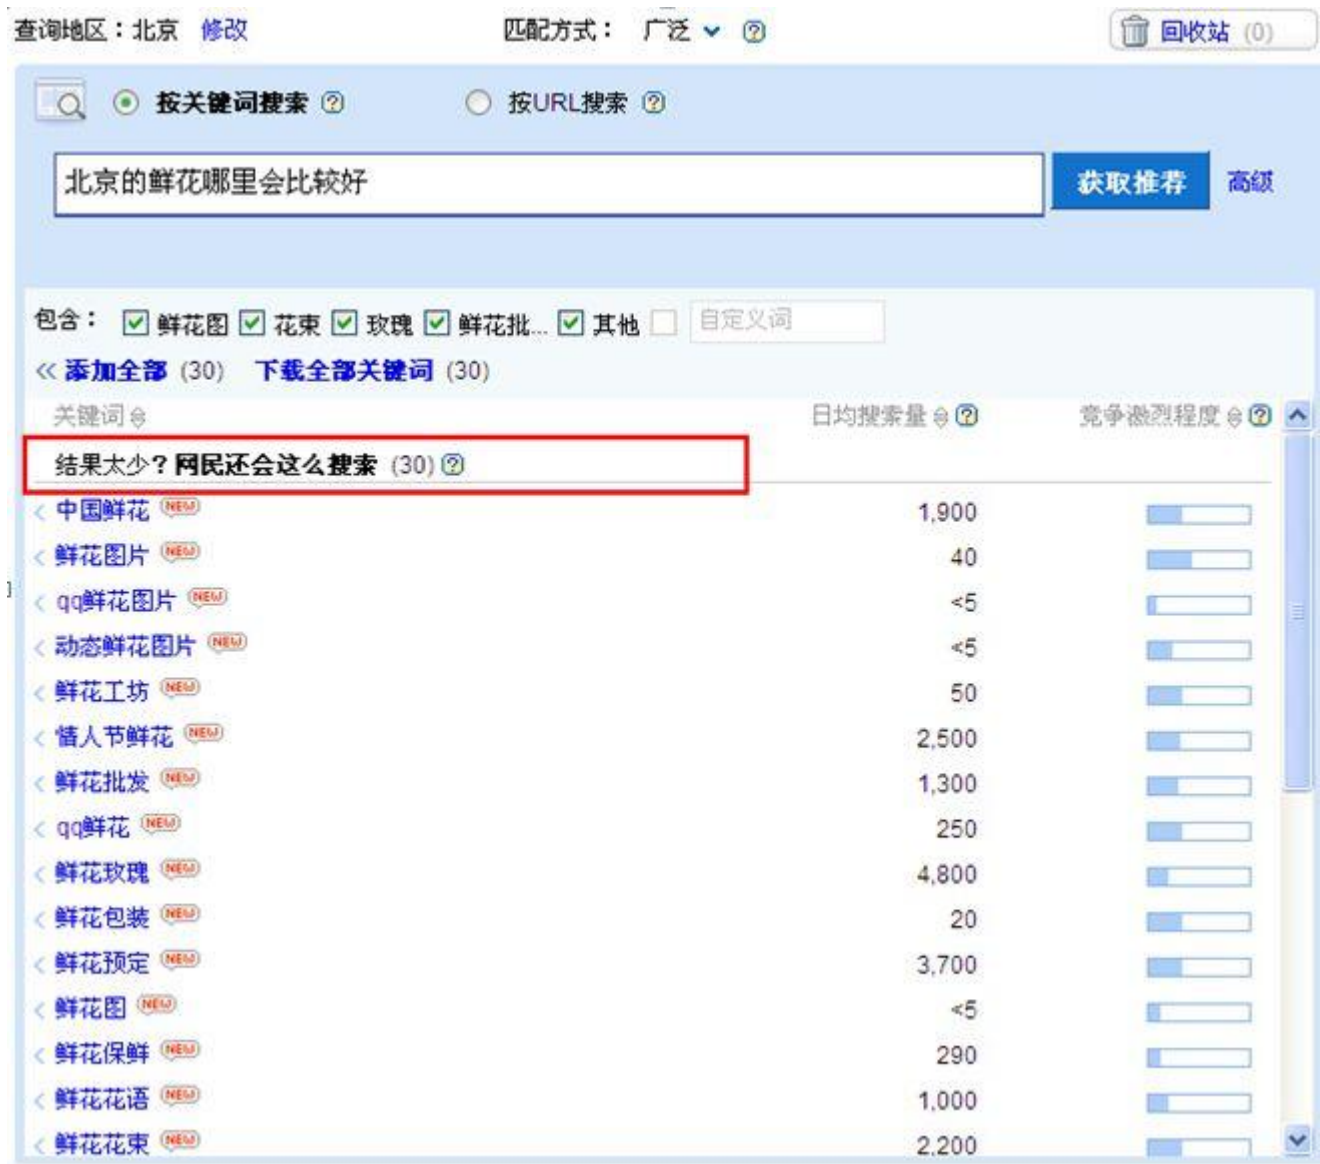 查询地区：北京 修改 匹配方式： 广泛 回收站 (0)
按关键词搜索 按URL搜索
北京的鲜花哪里会比较好 获取推荐 高级
包含： 鲜花图 花束 玫瑰 鲜花批... 其他 自定义词
« 添加全部 (30) 下载全部关键词 (30)
关键词 日均搜索量 竞争激烈程度
结果太少？网民还会这么搜索 (30)
中国鲜花 NEW 1,900
鲜花图片 NEW 40
qq鲜花图片 NEW <5
动态鲜花图片 NEW <5
鲜花工坊 NEW 50
情人节鲜花 NEW 2,500
鲜花批发 NEW 1,300
qq鲜花 NEW 250
鲜花玫瑰 NEW 4,800
鲜花包装 NEW 20
鲜花预定 NEW 3,700
鲜花图 NEW <5
鲜花保鲜 NEW 290
鲜花花语 NEW 1,000
鲜花花束 NEW 2,200